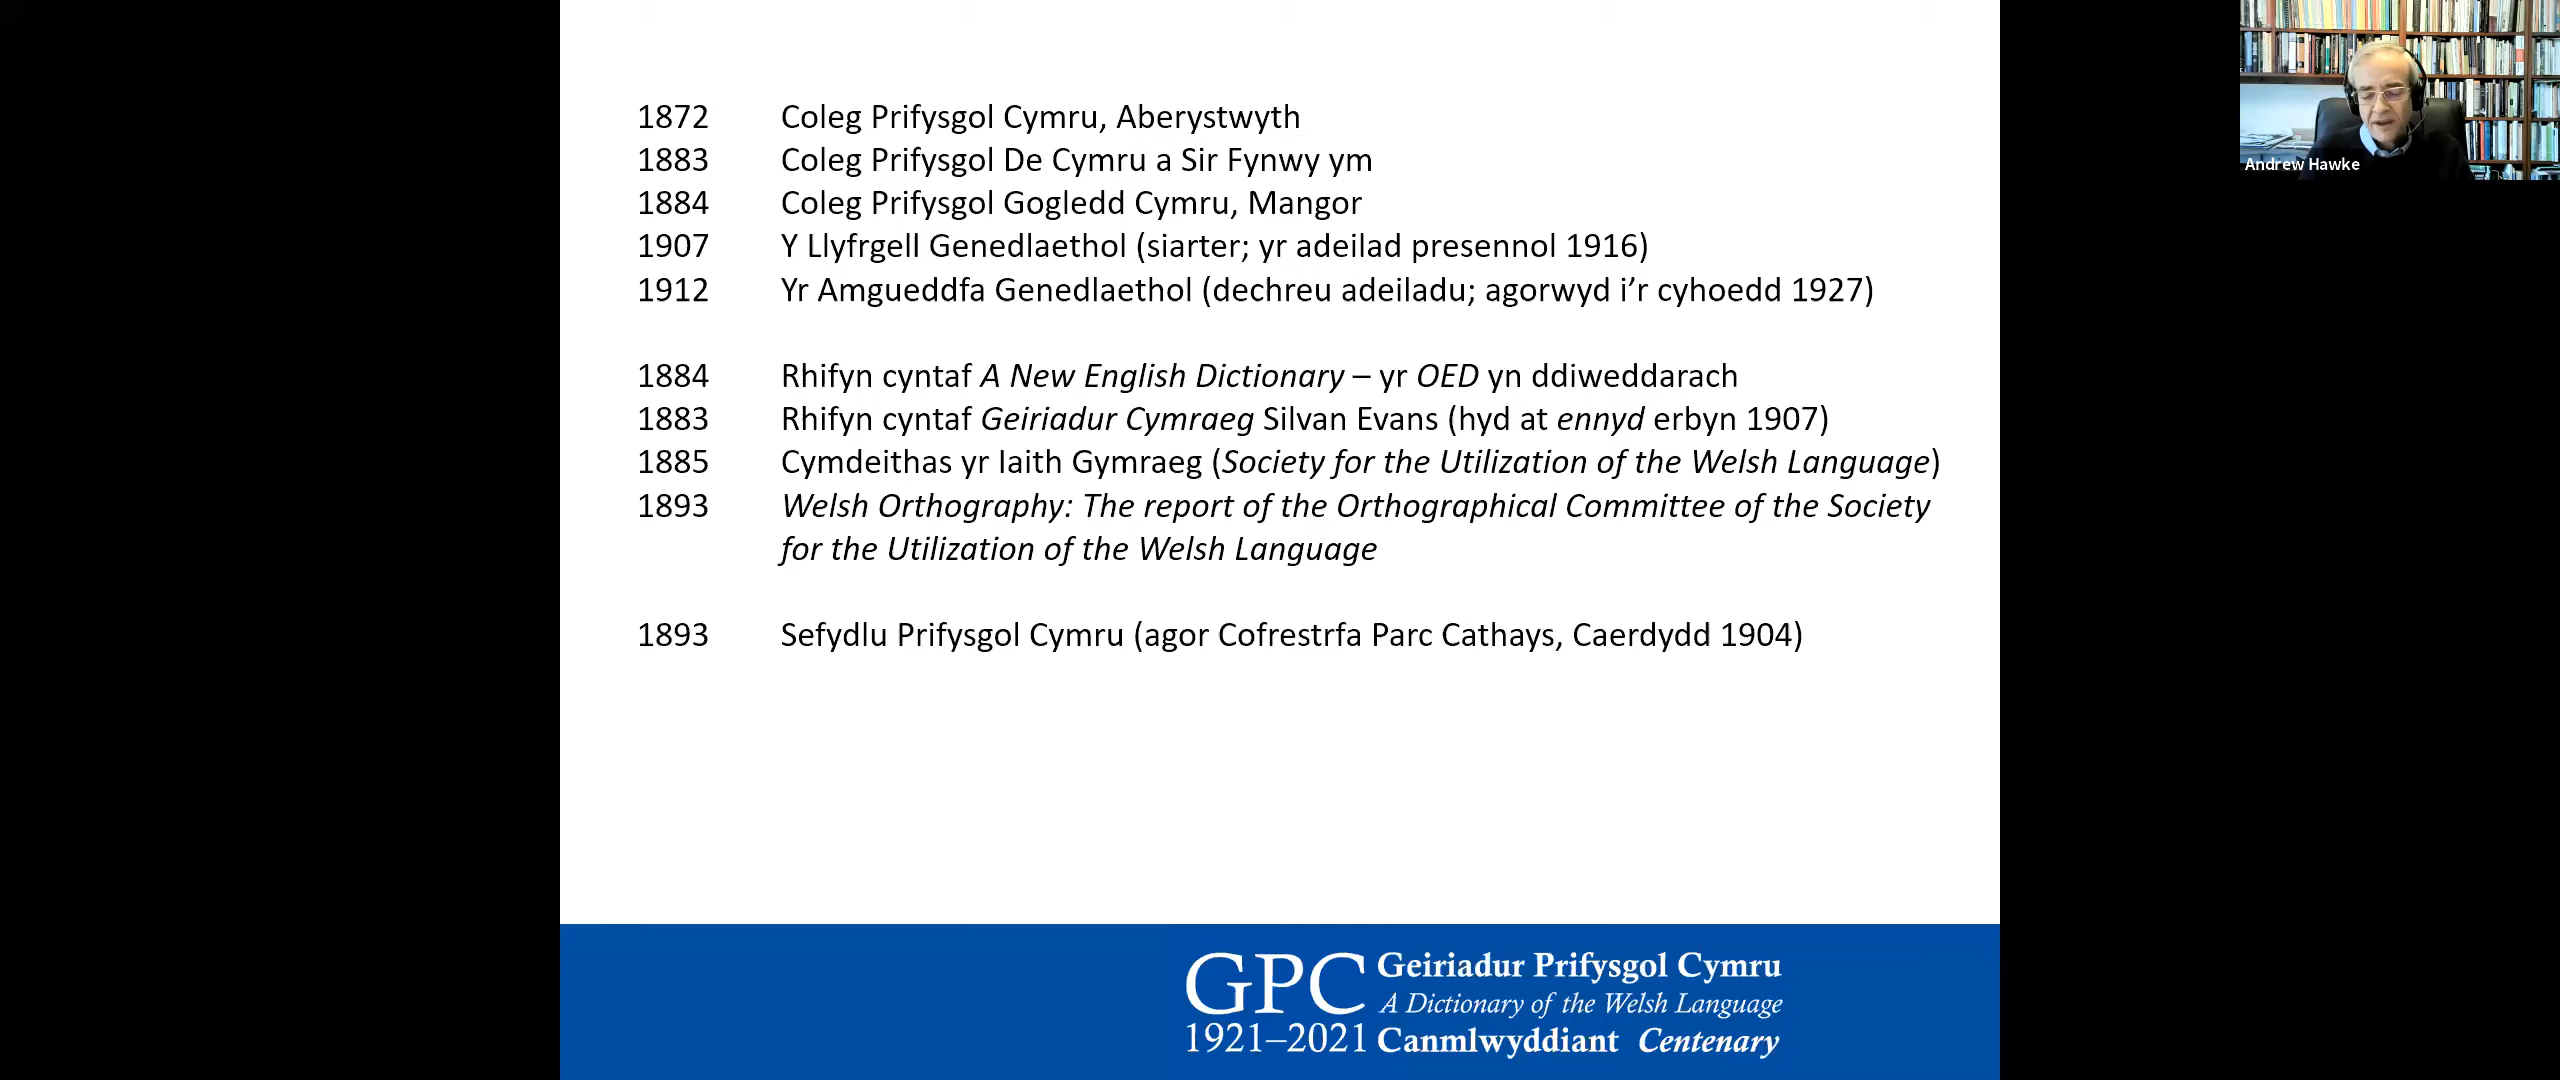 1872 Coleg Prifysgol Cymru, Aberystwyth
1883 Coleg Prifysgol De Cymru a Sir Fynwy ym
1884 Coleg Prifysgol Gogledd Cymru, Mangor
1907 Y Llyfrgell Genedlaethol (siarter; yr adeilad presennol 1916)
1912 Yr Amgueddfa Genedlaethol (dechreu adeiladu; agorwyd i’r cyhoedd 1927)
1884 Rhifyn cyntaf A New English Dictionary – yr OED yn ddiweddarach
1883 Rhifyn cyntaf Geiriadur Cymraeg Silvan Evans (hyd at ennyd erbyn 1907)
1885 Cymdeithas yr Iaith Gymraeg (Society for the Utilization of the Welsh Language)
1893 Welsh Orthography: The report of the Orthographical Committee of the Society
for the Utilization of the Welsh Language
1893 Sefydlu Prifysgol Cymru (agor Cofrestrfa Parc Cathays, Caerdydd 1904)
GPC Geiriadur Prifysgol Cymru
A Dictionary of the Welsh Language
1921–2021 Canmlwyddiant Centenary
Andrew Hawke